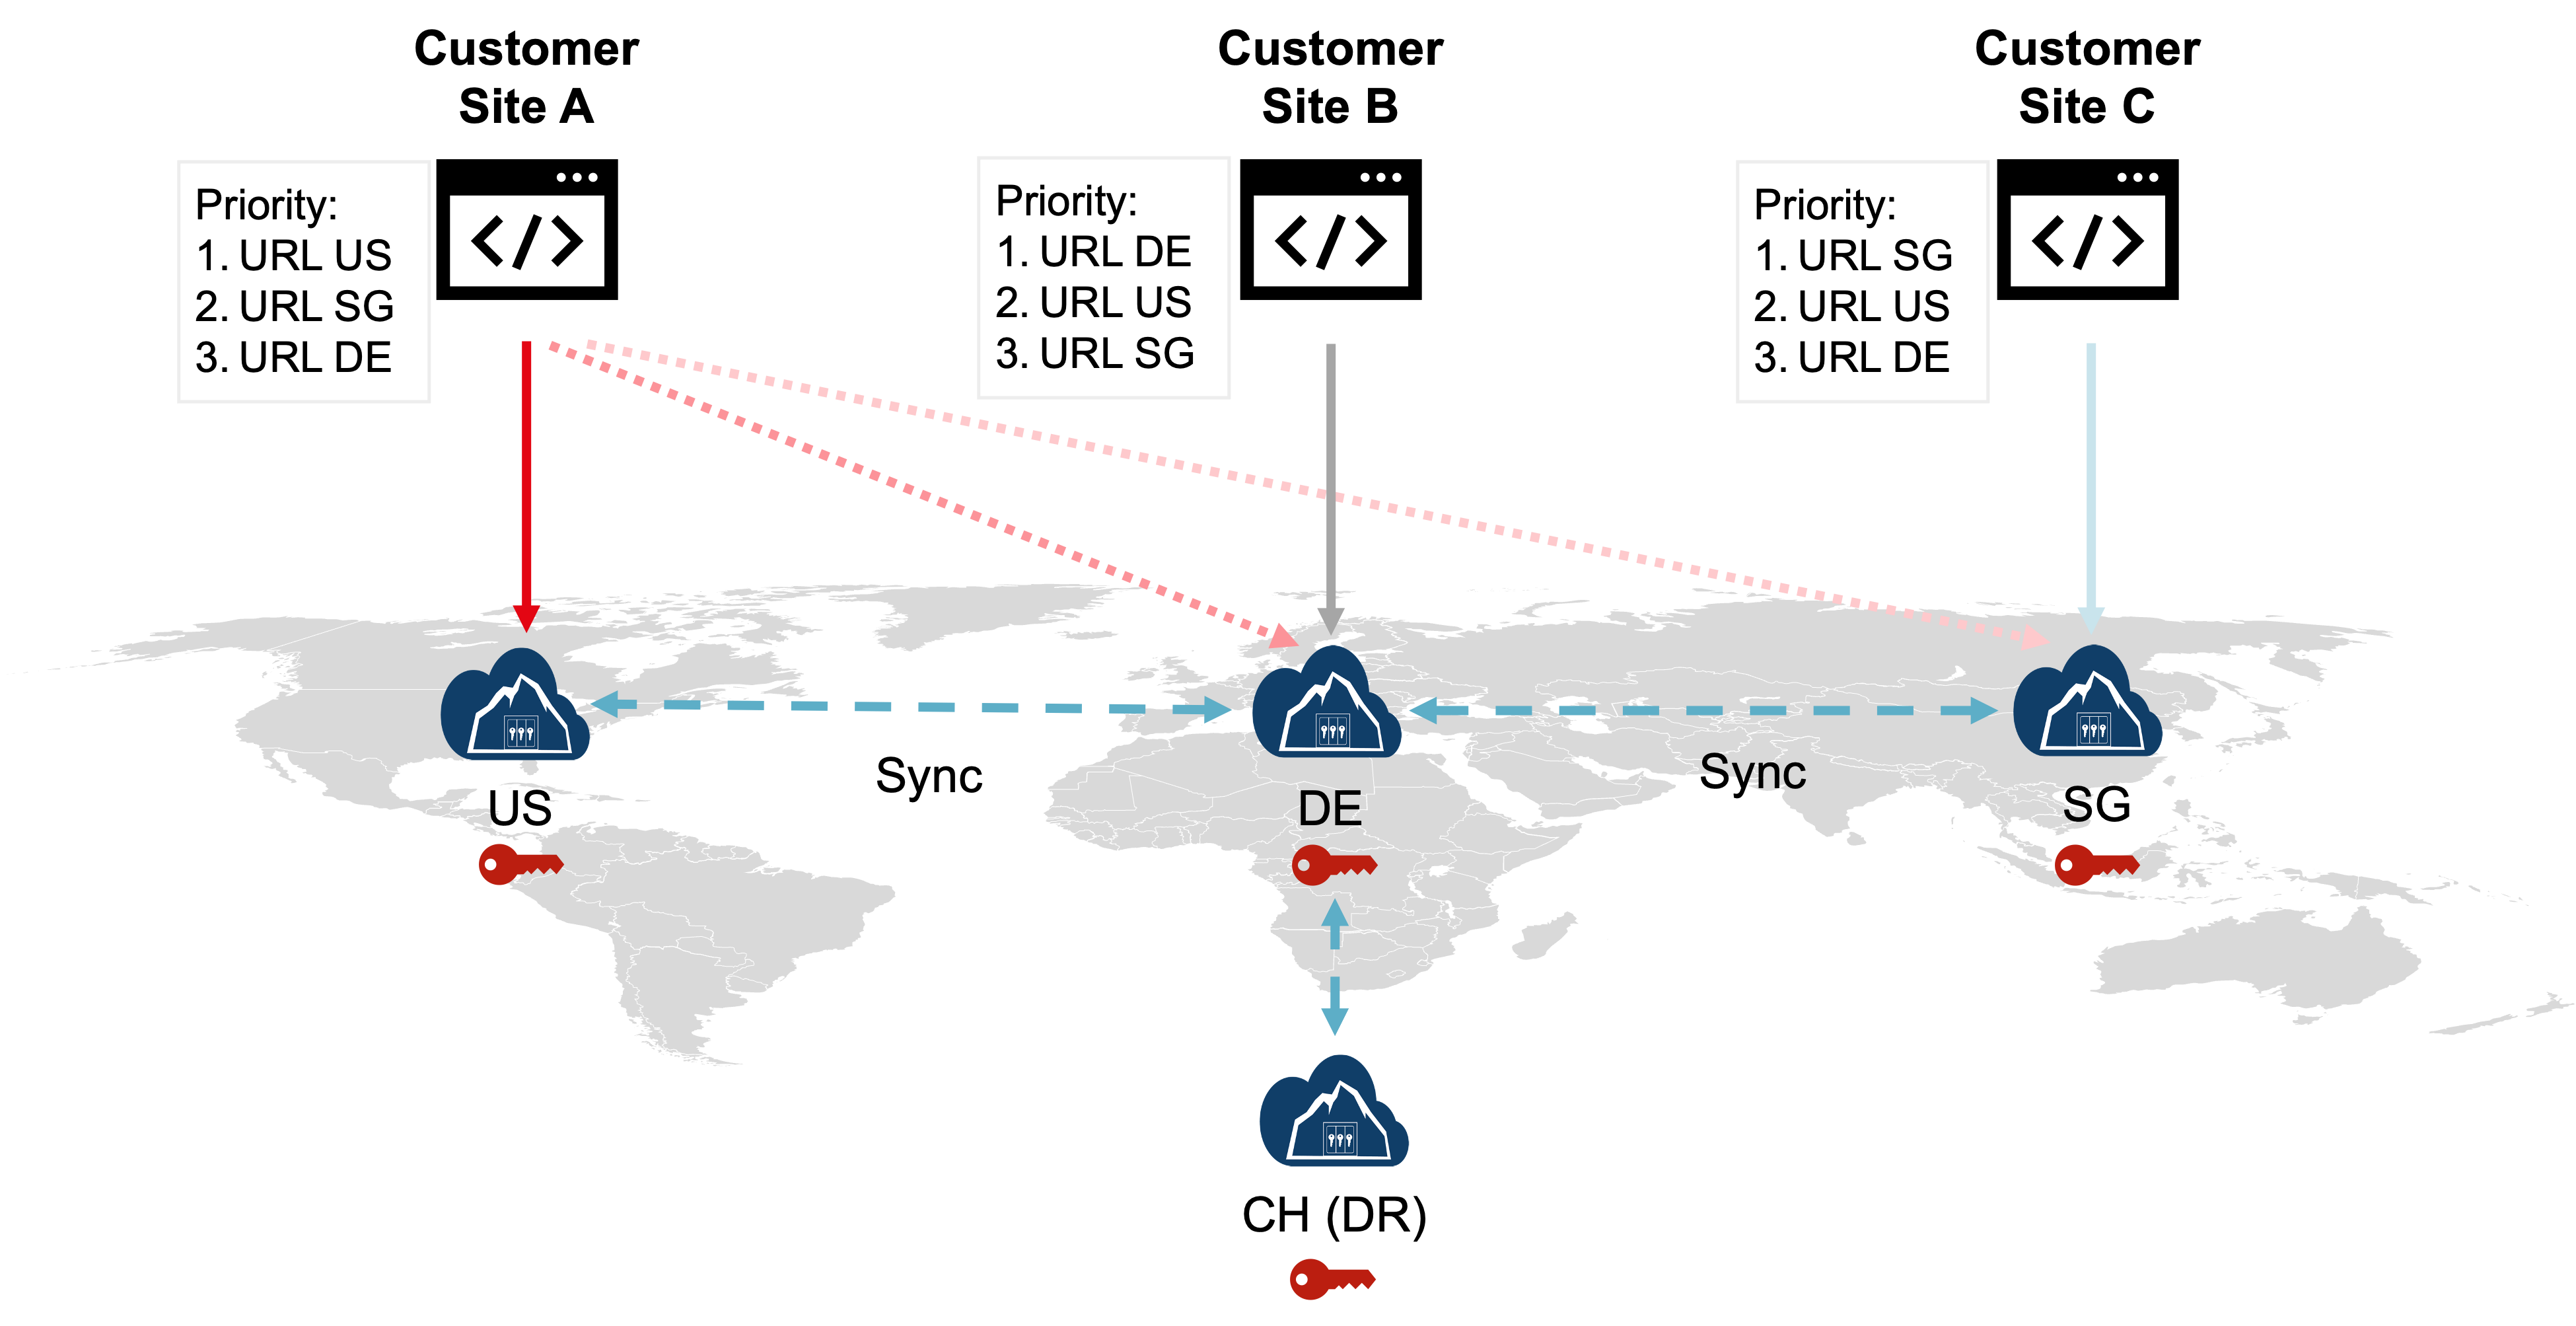 Customer
Site A
Priority:
1. URL US
2. URL SG
3. URL DE
</>
Customer
Site B
Priority:
1. URL DE
2. URL US
3. URL SG
</>
Customer
Site C
Priority:
1. URL SG
2. URL US
3. URL DE
</>
Sync
Sync
US
DE
SG
CH (DR)